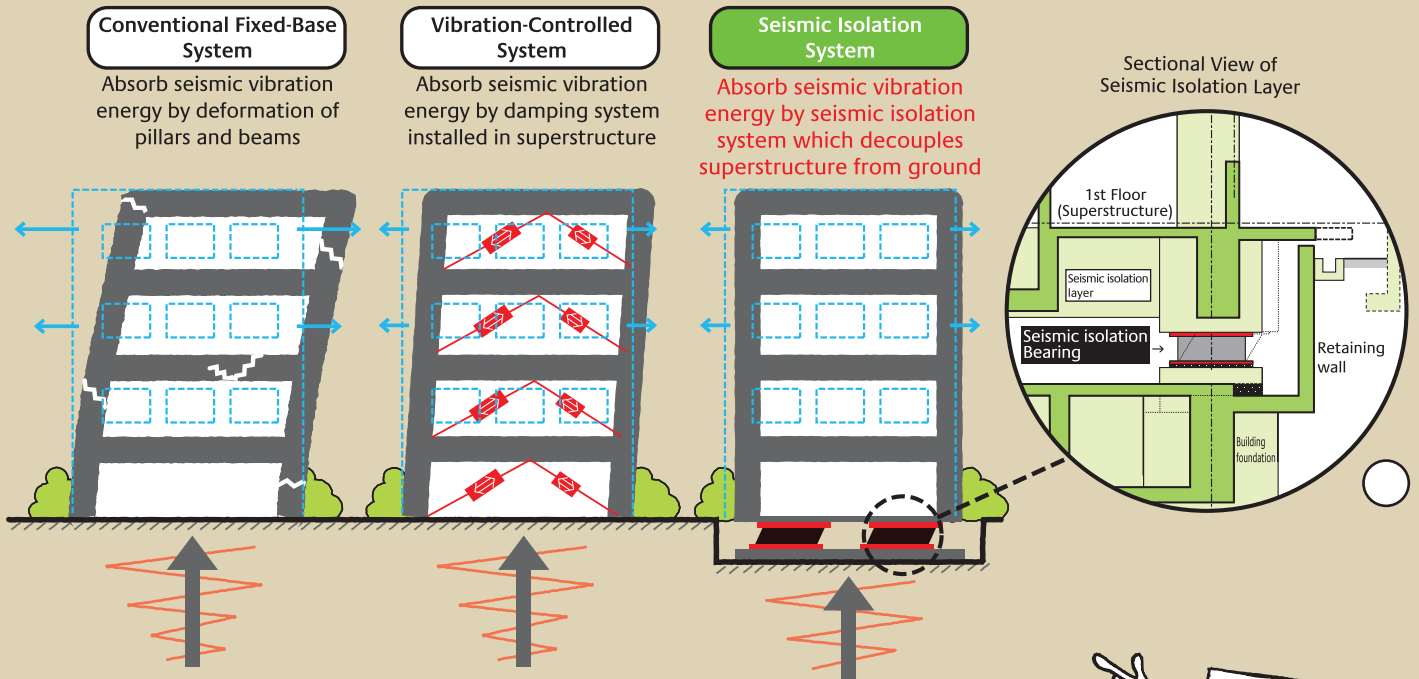 Conventional Fixed-Base
System
Absorb seismic vibration
energy by deformation of
pillars and beams
Vibration-Controlled
System
Absorb seismic vibration
energy by damping system
installed in superstructure
Seismic Isolation
System
Absorb seismic vibration
energy by seismic isolation
system which decouples
superstructure from ground
Sectional View of
Seismic Isolation Layer
1st Floor
(Superstructure)
Seismic isolation
layer
Seismic isolation
Bearing →
Retaining
wall
Building
foundation